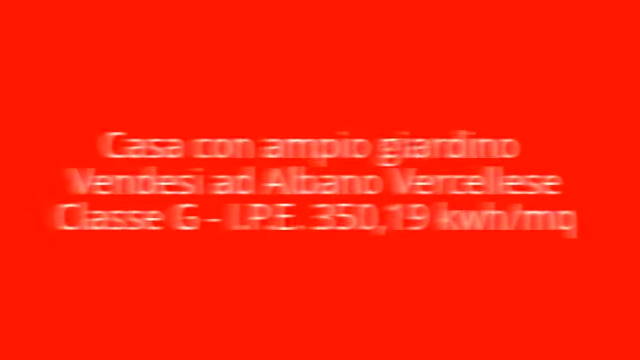 Casa con ampio giardino
Vendesi ad Albano Vercellese
Classe G - I.P.E. 350,19 kwh/mq